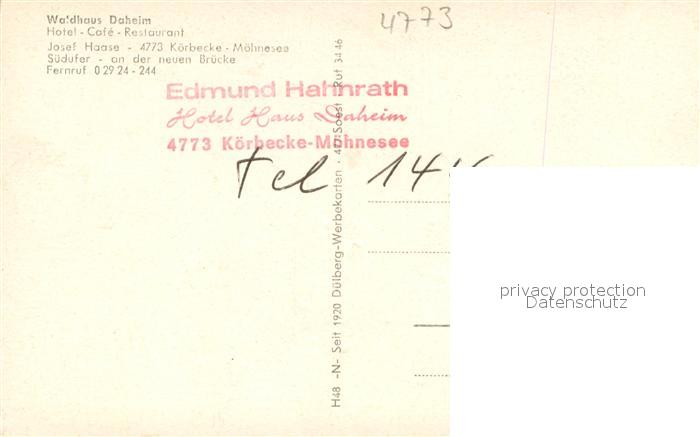 Waldhaus Daheim
Hotel - Café - Restaurant
Josef Haase - 4773 Körbecke - Möhnesee
Südufer - an der neuen Brücke
Fernruf 0 29 24 - 244
4773
Edmund Hahnrath
Hotel Haus Daheim
4773 Körbecke-Möhnesee
Tel
H48 -N- Seit 1920 Dülberg-Werbekarten · 477 Soest · Ruf 34 46
privacy protection
Datenschutz